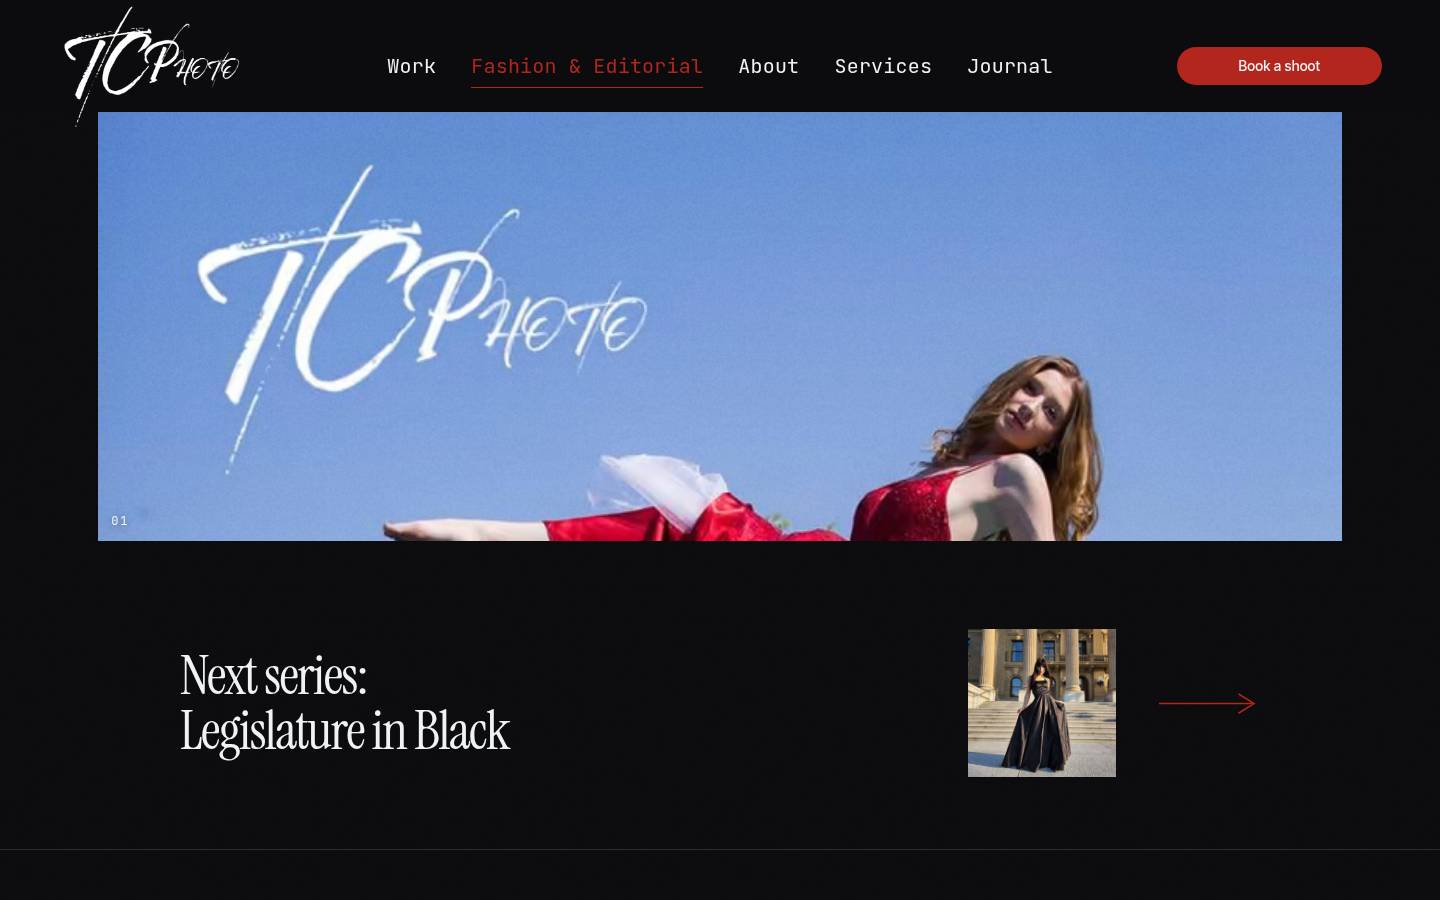 TCPHOTO
Work
Fashion & Editorial
About
Services
Journal
Book a shoot
TCPHOTO
01
Next series:
Legislature in Black